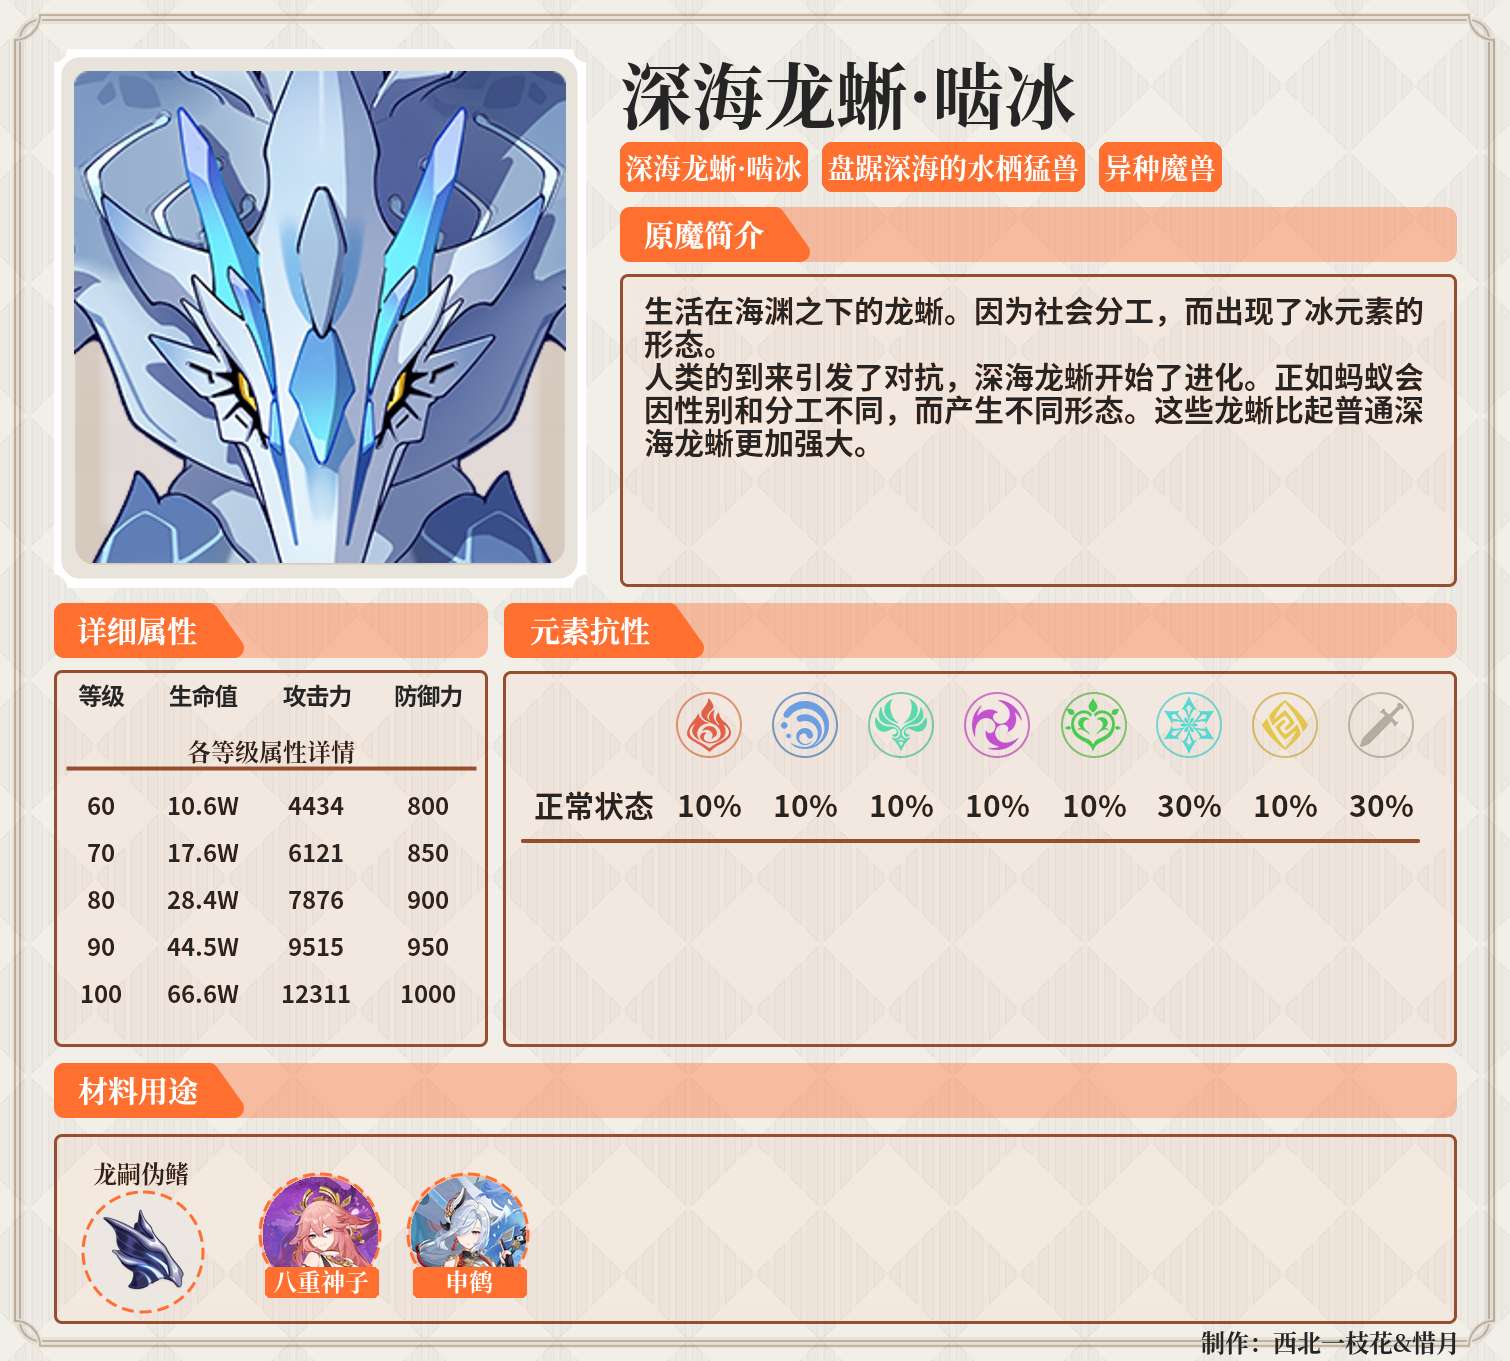 深海龙蜥·啮冰
深海龙蜥·啮冰 盘踞深海的水栖猛兽 异种魔兽
原魔简介
生活在海渊之下的龙蜥。因为社会分工，而出现了冰元素的
形态。
人类的到来引发了对抗，深海龙蜥开始了进化。正如蚂蚁会
因性别和分工不同，而产生不同形态。这些龙蜥比起普通深
海龙蜥更加强大。
详细属性
等级 生命值 攻击力 防御力
各等级属性详情
60 10.6W 4434 800
70 17.6W 6121 850
80 28.4W 7876 900
90 44.5W 9515 950
100 66.6W 12311 1000
元素抗性
正常状态 10% 10% 10% 10% 10% 30% 10% 30%
材料用途
龙嗣伪鳍
八重神子 申鹤
制作：西北一枝花&惜月